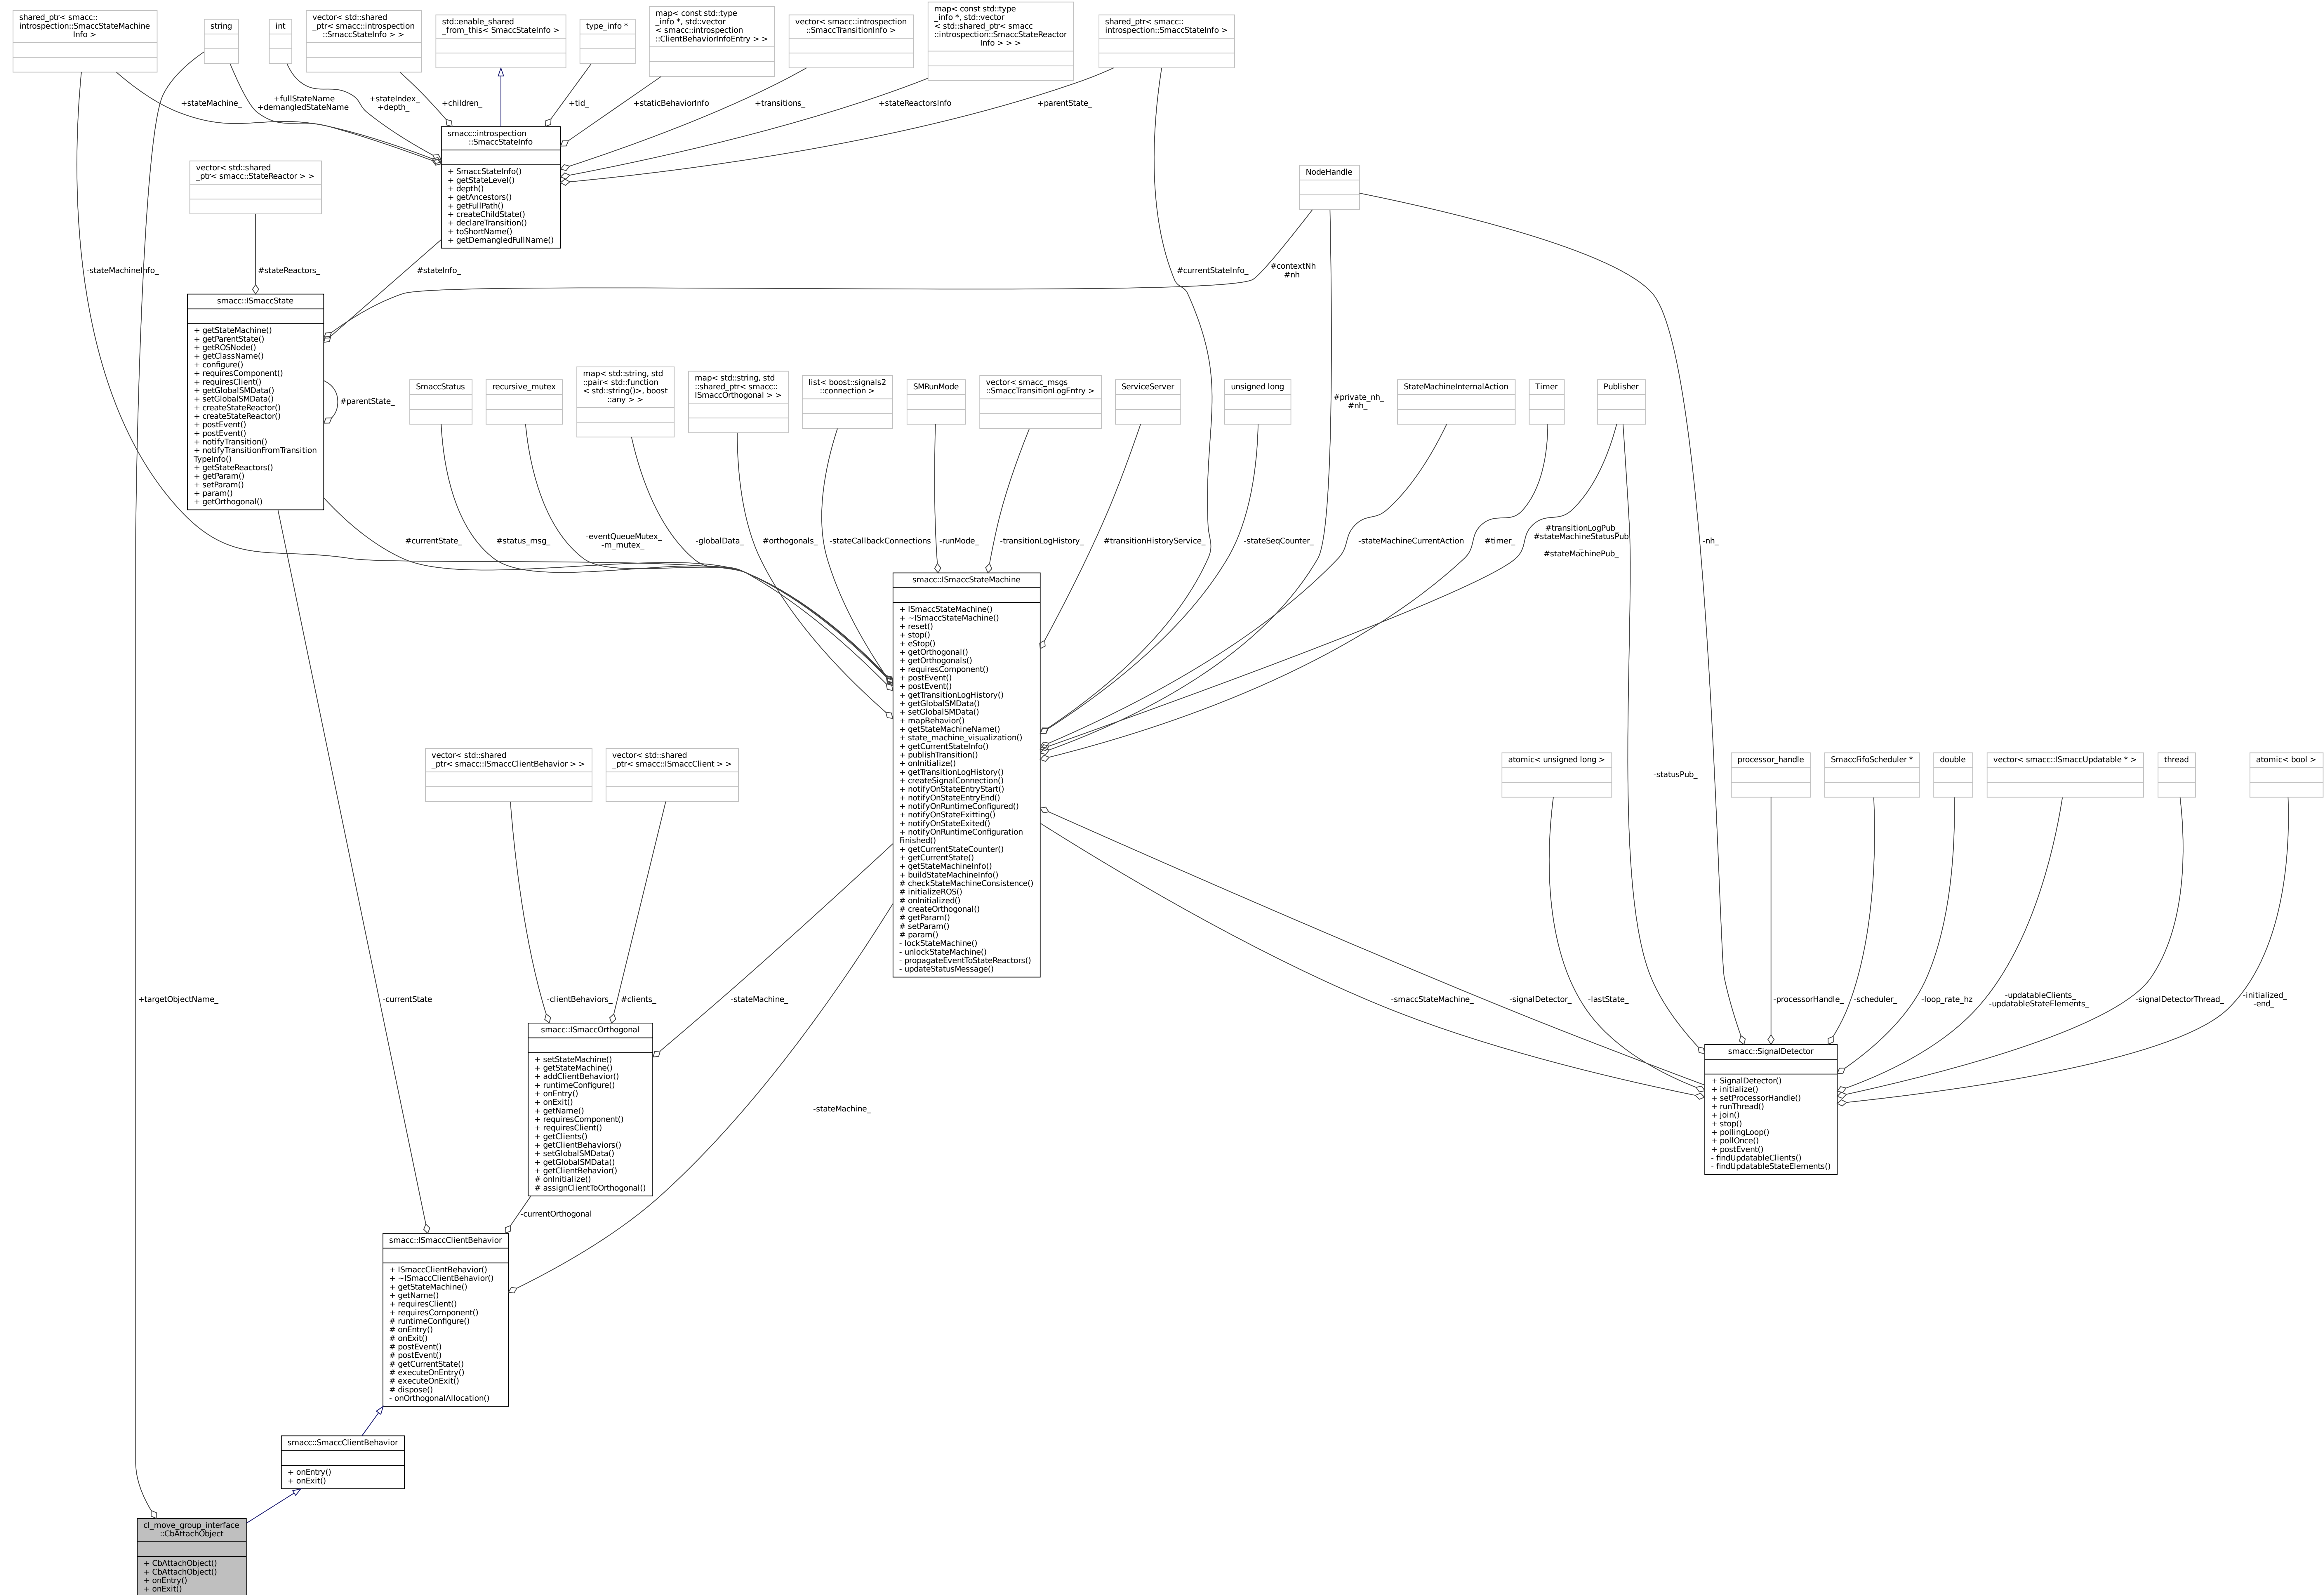 shared_ptr< smacc::
introspection::SmaccStateMachine
Info >
string
int
vector< std::shared
_ptr< smacc::introspection
::SmaccStateInfo > >
std::enable_shared
_from_this< SmaccStateInfo >
type_info *
map< const std::type
_info *, std::vector
< smacc::introspection
::ClientBehaviorInfoEntry > >
vector< smacc::introspection
::SmaccTransitionInfo >
map< const std::type
_info *, std::vector
< std::shared_ptr< smacc
::introspection::SmaccStateReactor
Info > > >
shared_ptr< smacc::
introspection::SmaccStateInfo >
+stateMachine_
+fullStateName
+demangledStateName
+stateIndex_
+depth_
+children_
+tid_
+staticBehaviorInfo
+transitions_
+stateReactorsInfo
+parentState_
smacc::introspection
::SmaccStateInfo
+ SmaccStateInfo()
+ getStateLevel()
+ depth()
+ getAncestors()
+ getFullPath()
+ createChildState()
+ declareTransition()
+ toShortName()
+ getDemangledFullName()
vector< std::shared
_ptr< smacc::StateReactor > >
NodeHandle
-stateMachineInfo_
#stateReactors_
#stateInfo_
#currentStateInfo_
#contextNh
#nh
smacc::ISmaccState
+ getStateMachine()
+ getParentState()
+ getROSNode()
+ getClassName()
+ configure()
+ requiresComponent()
+ requiresClient()
+ getGlobalSMData()
+ setGlobalSMData()
+ createStateReactor()
+ createStateReactor()
+ postEvent()
+ postEvent()
+ notifyTransition()
+ notifyTransitionFromTransition
TypeInfo()
+ getStateReactors()
+ getParam()
+ setParam()
+ param()
+ getOrthogonal()
#parentState_
SmaccStatus
recursive_mutex
map< std::string, std
::pair< std::function
< std::string()>, boost
::any > >
map< std::string, std
::shared_ptr< smacc::
ISmaccOrthogonal > >
list< boost::signals2
::connection >
SMRunMode
vector< smacc_msgs
::SmaccTransitionLogEntry >
ServiceServer
unsigned long
#private_nh_
#nh_
StateMachineInternalAction
Timer
Publisher
#currentState_
#status_msg_
-eventQueueMutex_
-m_mutex_
-globalData_
#orthogonals_
-stateCallbackConnections
-runMode_
-transitionLogHistory_
#transitionHistoryService_
-stateSeqCounter_
-stateMachineCurrentAction
#timer_
#transitionLogPub_
#stateMachineStatusPub
_
#stateMachinePub_
-nh_
smacc::ISmaccStateMachine
+ ISmaccStateMachine()
+ ~ISmaccStateMachine()
+ reset()
+ stop()
+ eStop()
+ getOrthogonal()
+ getOrthogonals()
+ requiresComponent()
+ postEvent()
+ postEvent()
+ getTransitionLogHistory()
+ getGlobalSMData()
+ setGlobalSMData()
+ mapBehavior()
+ getStateMachineName()
+ state_machine_visualization()
+ getCurrentStateInfo()
+ publishTransition()
+ onInitialize()
+ getTransitionLogHistory()
+ createSignalConnection()
+ notifyOnStateEntryStart()
+ notifyOnStateEntryEnd()
+ notifyOnRuntimeConfigured()
+ notifyOnStateExitting()
+ notifyOnStateExited()
+ notifyOnRuntimeConfiguration
Finished()
+ getCurrentStateCounter()
+ getCurrentState()
+ getStateMachineInfo()
+ buildStateMachineInfo()
# checkStateMachineConsistence()
# initializeROS()
# onInitialized()
# createOrthogonal()
# getParam()
# setParam()
# param()
- lockStateMachine()
- unlockStateMachine()
- propagateEventToStateReactors()
- updateStatusMessage()
vector< std::shared
_ptr< smacc::ISmaccClientBehavior > >
vector< std::shared
_ptr< smacc::ISmaccClient > >
atomic< unsigned long >
-statusPub_
processor_handle
SmaccFifoScheduler *
double
vector< smacc::ISmaccUpdatable * >
thread
atomic< bool >
+targetObjectName_
-currentState
-clientBehaviors_
#clients_
-stateMachine_
-smaccStateMachine_
-signalDetector_
-lastState_
-processorHandle_
-scheduler_
-loop_rate_hz
-updatableClients_
-updatableStateElements_
-signalDetectorThread_
-initialized_
-end_
smacc::ISmaccOrthogonal
+ setStateMachine()
+ getStateMachine()
+ addClientBehavior()
+ runtimeConfigure()
+ onEntry()
+ onExit()
+ getName()
+ requiresComponent()
+ requiresClient()
+ getClients()
+ getClientBehaviors()
+ setGlobalSMData()
+ getGlobalSMData()
+ getClientBehavior()
# onInitialize()
# assignClientToOrthogonal()
-stateMachine_
smacc::SignalDetector
+ SignalDetector()
+ initialize()
+ setProcessorHandle()
+ runThread()
+ join()
+ stop()
+ pollingLoop()
+ pollOnce()
+ postEvent()
- findUpdatableClients()
- findUpdatableStateElements()
-currentOrthogonal
smacc::ISmaccClientBehavior
+ ISmaccClientBehavior()
+ ~ISmaccClientBehavior()
+ getStateMachine()
+ getName()
+ requiresClient()
+ requiresComponent()
# runtimeConfigure()
# onEntry()
# onExit()
# postEvent()
# postEvent()
# getCurrentState()
# executeOnEntry()
# executeOnExit()
# dispose()
- onOrthogonalAllocation()
smacc::SmaccClientBehavior
+ onEntry()
+ onExit()
cl_move_group_interface
::CbAttachObject
+ CbAttachObject()
+ CbAttachObject()
+ onEntry()
+ onExit()